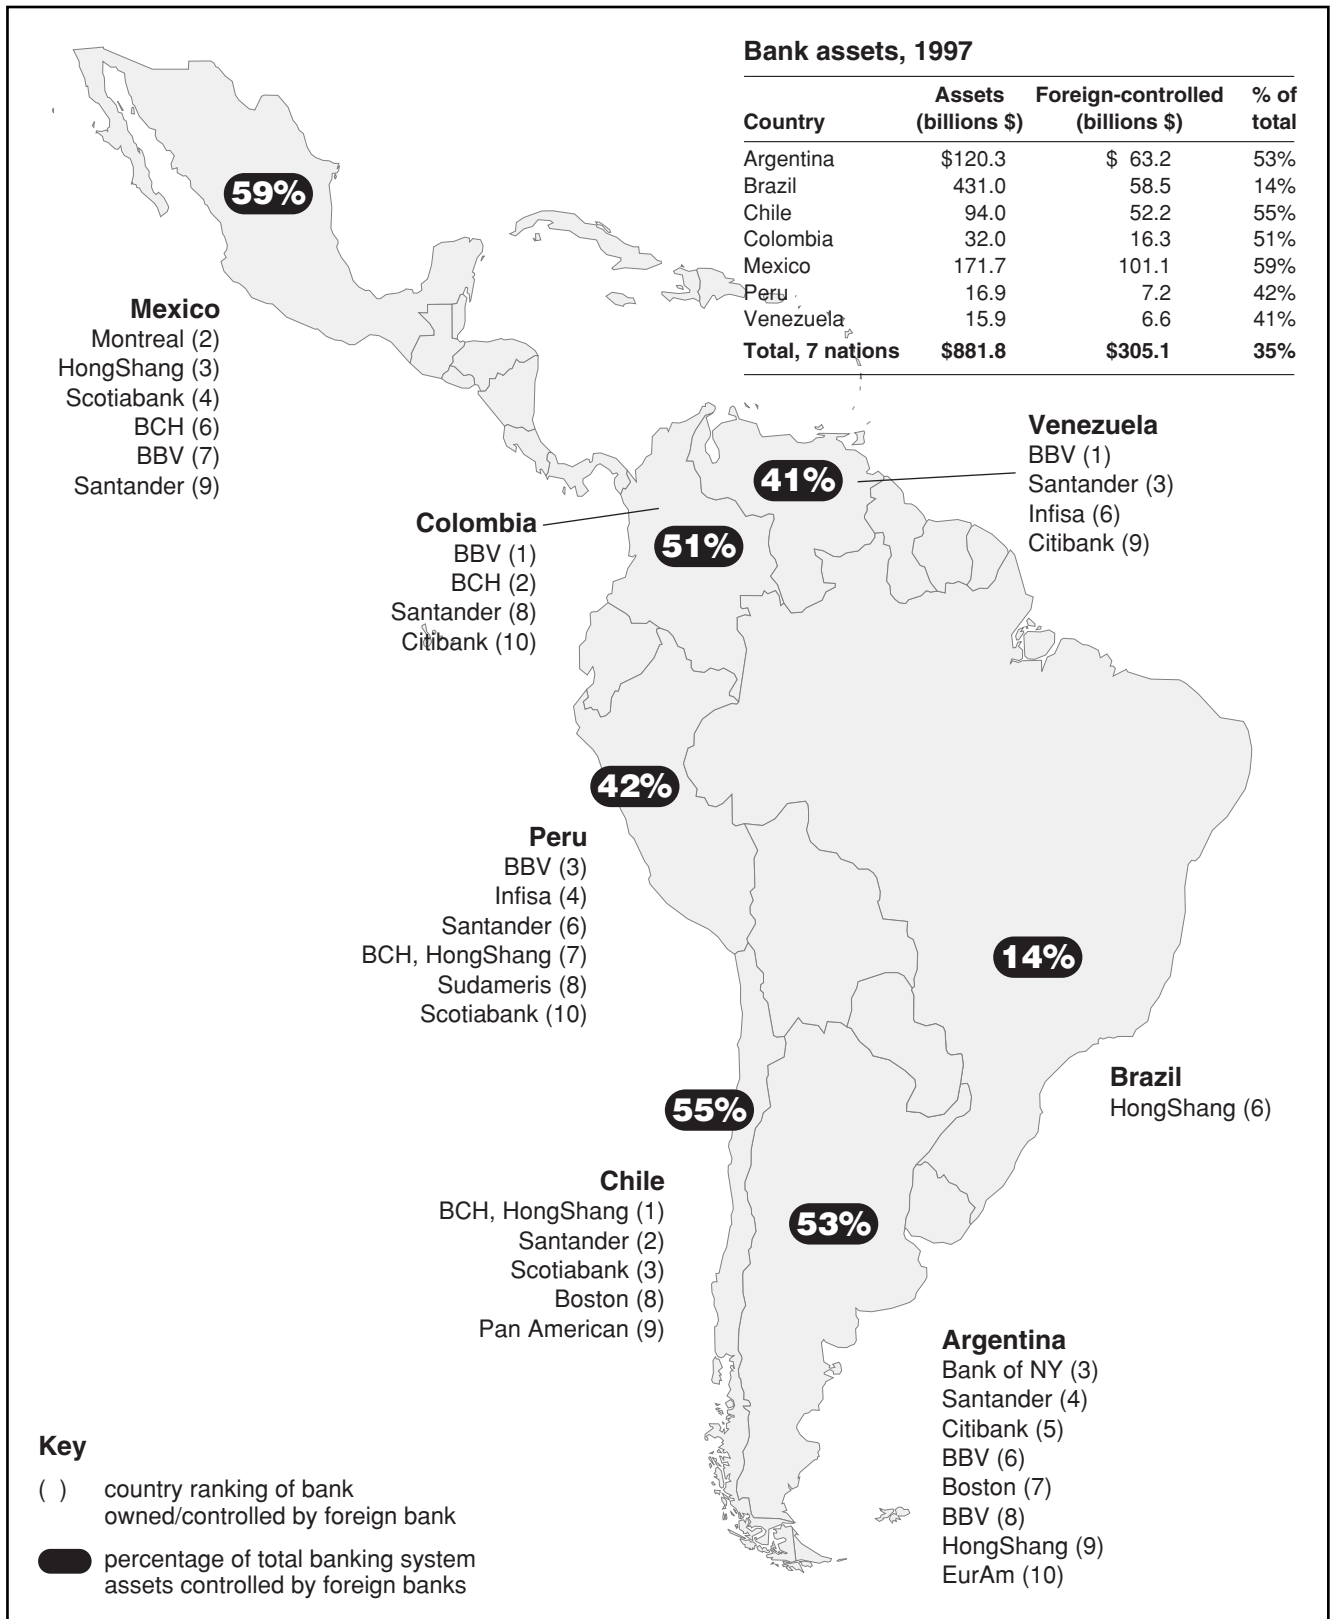 Bank assets, 1997
Assets Foreign-controlled % of
Country (billions $) (billions $) total
Argentina $120.3 $ 63.2 53%
Brazil 431.0 58.5 14%
Chile 94.0 52.2 55%
Colombia 32.0 16.3 51%
Mexico 171.7 101.1 59%
Peru 16.9 7.2 42%
Venezuela 15.9 6.6 41%
Total, 7 nations $881.8 $305.1 35%
59%
Mexico
Montreal (2)
HongShang (3)
Scotiabank (4)
BCH (6)
BBV (7)
Santander (9)
Venezuela
BBV (1)
Santander (3)
Infisa (6)
Citibank (9)
41%
Colombia
BBV (1)
BCH (2)
Santander (8)
Citibank (10)
51%
42%
Peru
BBV (3)
Infisa (4)
Santander (6)
BCH, HongShang (7)
Sudameris (8)
Scotiabank (10)
14%
Brazil
HongShang (6)
55%
Chile
BCH, HongShang (1)
Santander (2)
Scotiabank (3)
Boston (8)
Pan American (9)
53%
Argentina
Bank of NY (3)
Santander (4)
Citibank (5)
BBV (6)
Boston (7)
BBV (8)
HongShang (9)
EurAm (10)
Key
( ) country ranking of bank
owned/controlled by foreign bank
percentage of total banking system
assets controlled by foreign banks